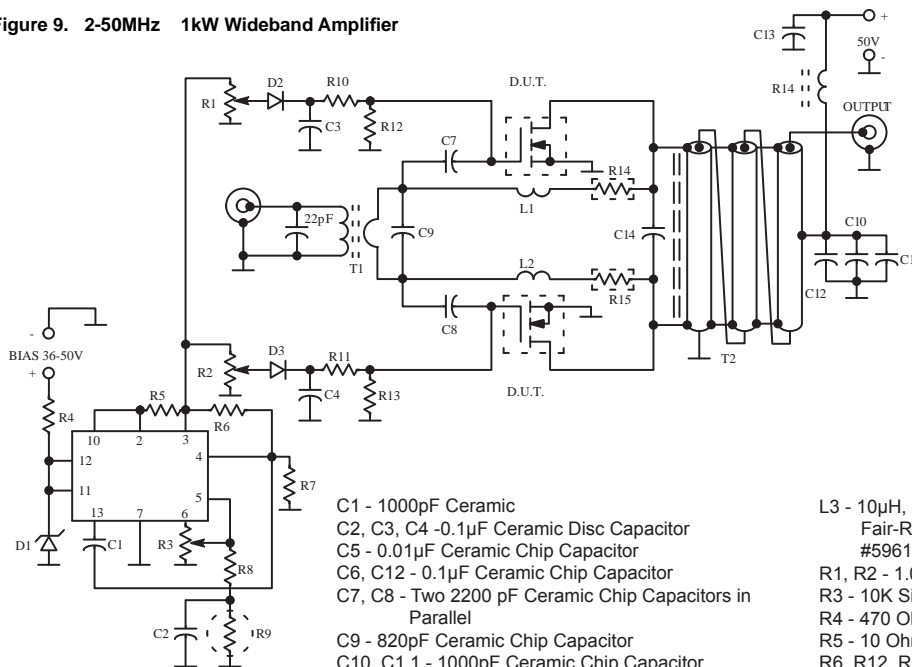 igure 9. 2-50MHz 1kW Wideband Amplifier
+
C13
50V
-
R14
OUTPUT
D2
R10
D.U.T.
R1
C3
R12
C7
R14
L1
22pF
C9
C14
C10
T1
L2
C1
C12
R15
C8
T2
-
BIAS 36-50V
+
D3
R11
R2
C4
R13
D.U.T.
R5
R4
R6
10
2
3
12
4
11
5
R7
13
7
6
D1
C1
R3
R8
C2
R9
C1 - 1000pF Ceramic
C2, C3, C4 -0.1µF Ceramic Disc Capacitor
C5 - 0.01µF Ceramic Chip Capacitor
C6, C12 - 0.1µF Ceramic Chip Capacitor
C7, C8 - Two 2200 pF Ceramic Chip Capacitors in
Parallel
C9 - 820pF Ceramic Chip Capacitor
C10, C1 1 - 1000pF Ceramic Chip Capacitor
L3 - 10µH,
Fair-R
#5961
R1, R2 - 1.
R3 - 10K Si
R4 - 470 O
R5 - 10 Oh
R6, R12, R